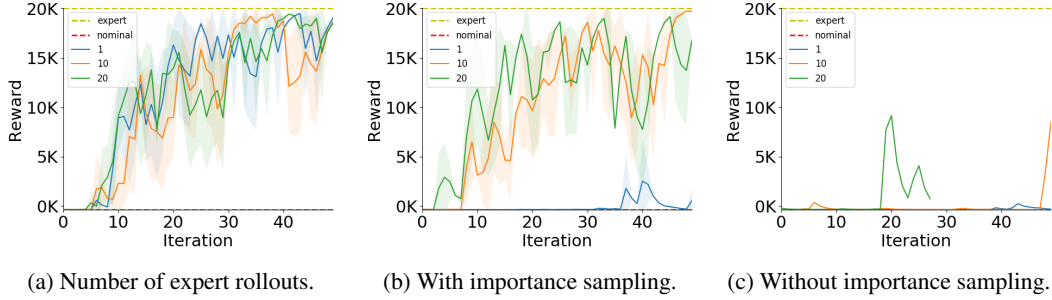 20K
15K
10K
5K
0K
Reward
expert
nominal
1
10
20
0 10 20 30 40
Iteration
(a) Number of expert rollouts.
20K
15K
10K
5K
0K
Reward
expert
nominal
1
10
20
0 10 20 30 40
Iteration
(b) With importance sampling.
20K
15K
10K
5K
0K
Reward
expert
nominal
1
10
20
0 10 20 30 40
Iteration
(c) Without importance sampling.